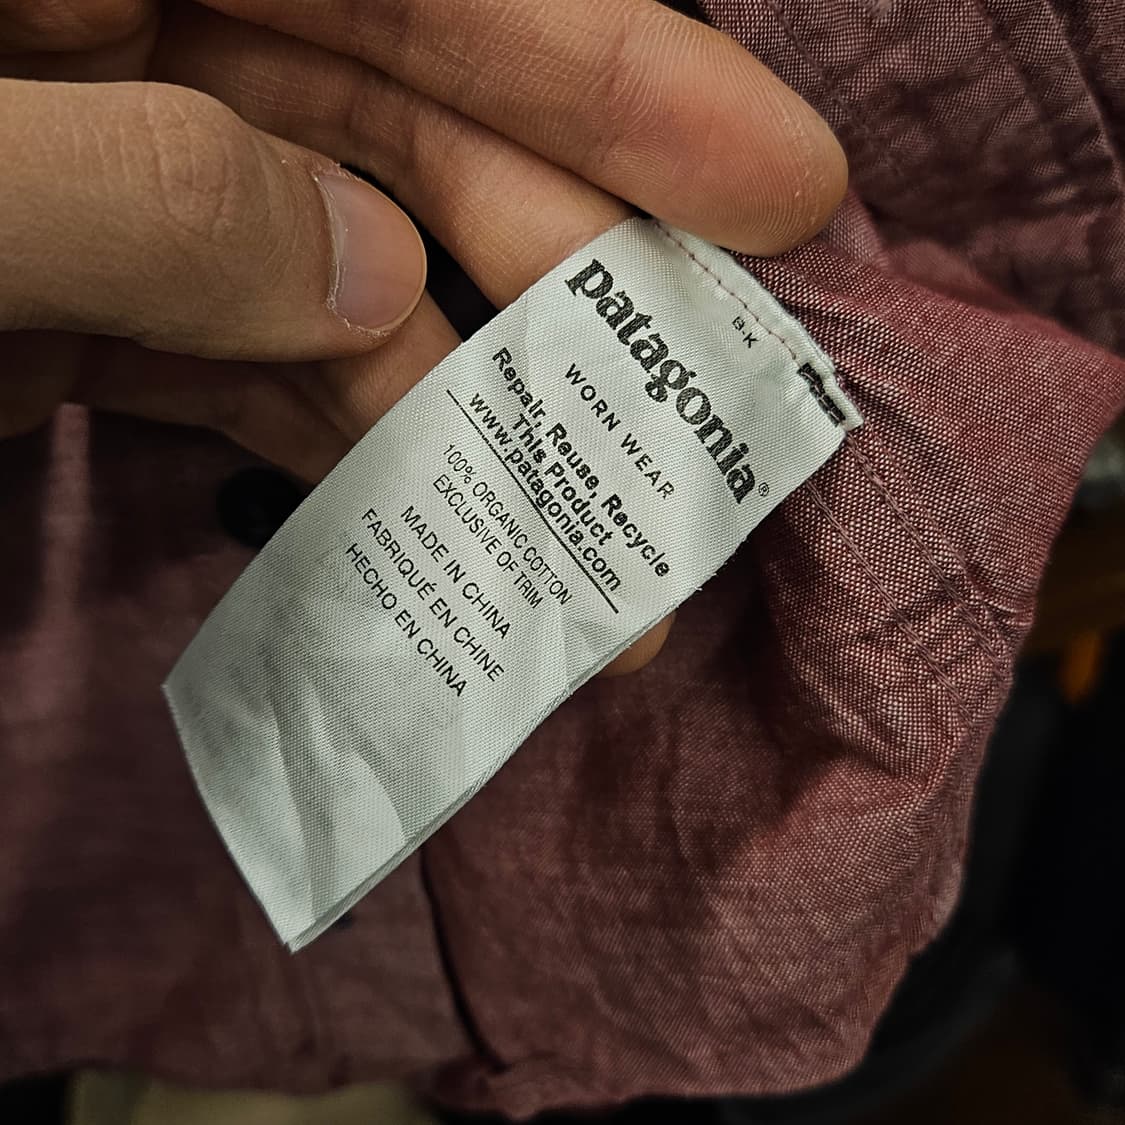 B-K
patagonia®
WORN WEAR
Repair, Reuse, Recycle
This Product
www.patagonia.com
100% ORGANIC COTTON
EXCLUSIVE OF TRIM
MADE IN CHINA
FABRIQUÉ EN CHINE
HECHO EN CHINA